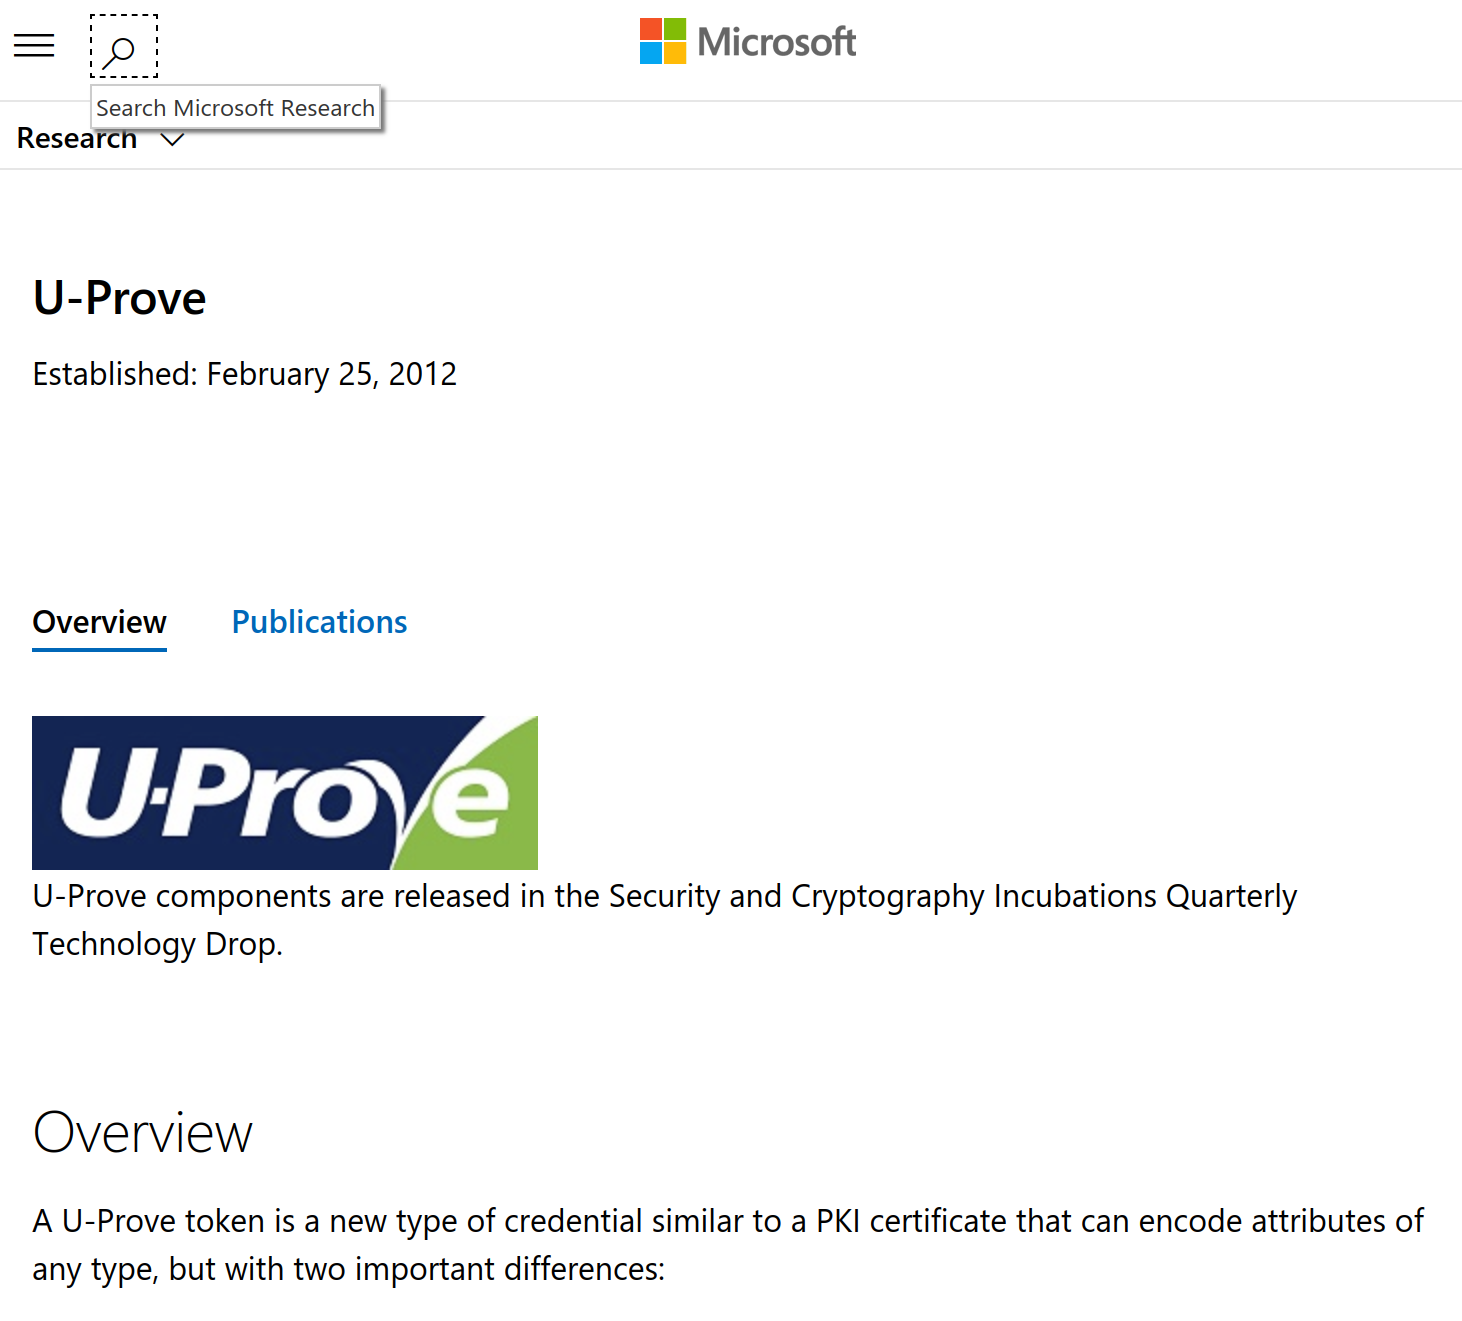 Microsoft
Search Microsoft Research
Research
U-Prove
Established: February 25, 2012
Overview
Publications
U-Prove
U-Prove components are released in the Security and Cryptography Incubations Quarterly
Technology Drop.
Overview
A U-Prove token is a new type of credential similar to a PKI certificate that can encode attributes of
any type, but with two important differences: